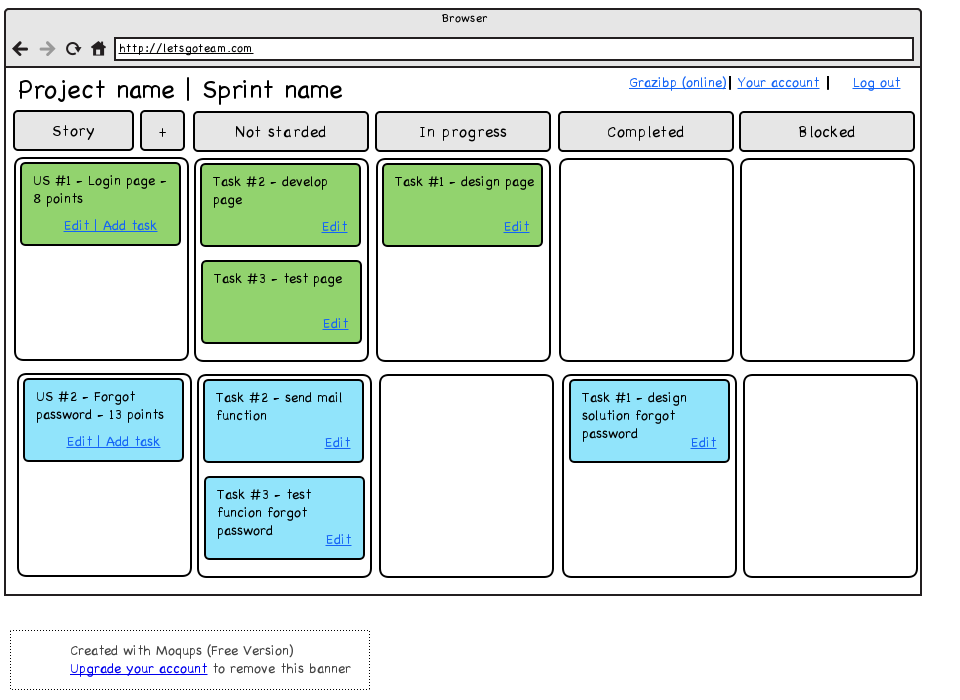 Browser
http://letsgoteam.com
Project name | Sprint name
Grazibp (online) | Your account | Log out
Story
+
Not starded
In progress
Completed
Blocked
US #1 - Login page -
8 points
Edit | Add task
Task #2 - develop
page
Edit
Task #3 - test page
Edit
Task #1 - design page
Edit
US #2 - Forgot
password - 13 points
Edit | Add task
Task #2 - send mail
function
Edit
Task #3 - test
funcion forgot
password
Edit
Task #1 - design
solution forgot
password
Edit
Created with Moqups (Free Version)
Upgrade your account to remove this banner